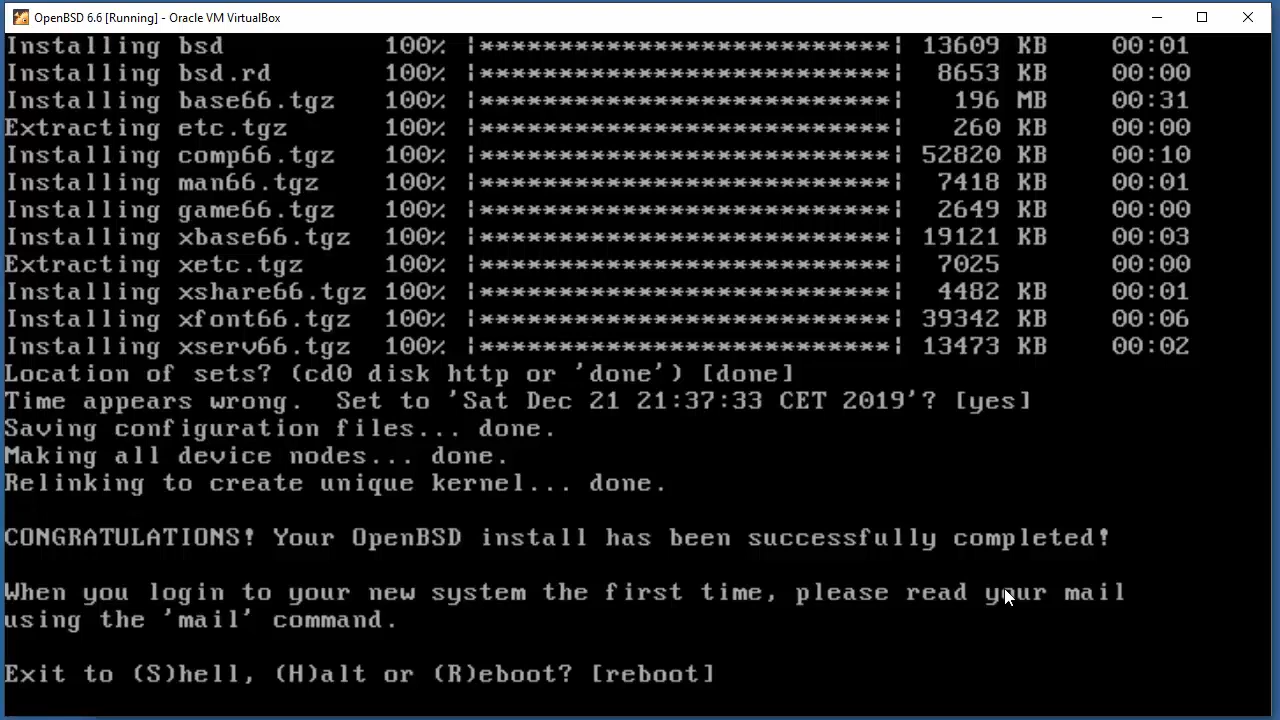 OpenBSD 6.6 [Running] - Oracle VM VirtualBox
Installing bsd 100% |**************************| 13609 KB 00:01
Installing bsd.rd 100% |**************************| 8653 KB 00:00
Installing base66.tgz 100% |**************************| 196 MB 00:31
Extracting etc.tgz 100% |**************************| 260 KB 00:00
Installing comp66.tgz 100% |**************************| 52820 KB 00:10
Installing man66.tgz 100% |**************************| 7418 KB 00:01
Installing game66.tgz 100% |**************************| 2649 KB 00:00
Installing xbase66.tgz 100% |**************************| 19121 KB 00:03
Extracting xetc.tgz 100% |**************************| 7025 00:00
Installing xshare66.tgz 100% |**************************| 4482 KB 00:01
Installing xfont66.tgz 100% |**************************| 39342 KB 00:06
Installing xserv66.tgz 100% |**************************| 13473 KB 00:02
Location of sets? (cd0 disk http or 'done') [done]
Time appears wrong.  Set to 'Sat Dec 21 21:37:33 CET 2019'? [yes]
Saving configuration files... done.
Making all device nodes... done.
Relinking to create unique kernel... done.
CONGRATULATIONS! Your OpenBSD install has been successfully completed!
When you login to your new system the first time, please read your mail
using the 'mail' command.
Exit to (S)hell, (H)alt or (R)eboot? [reboot]